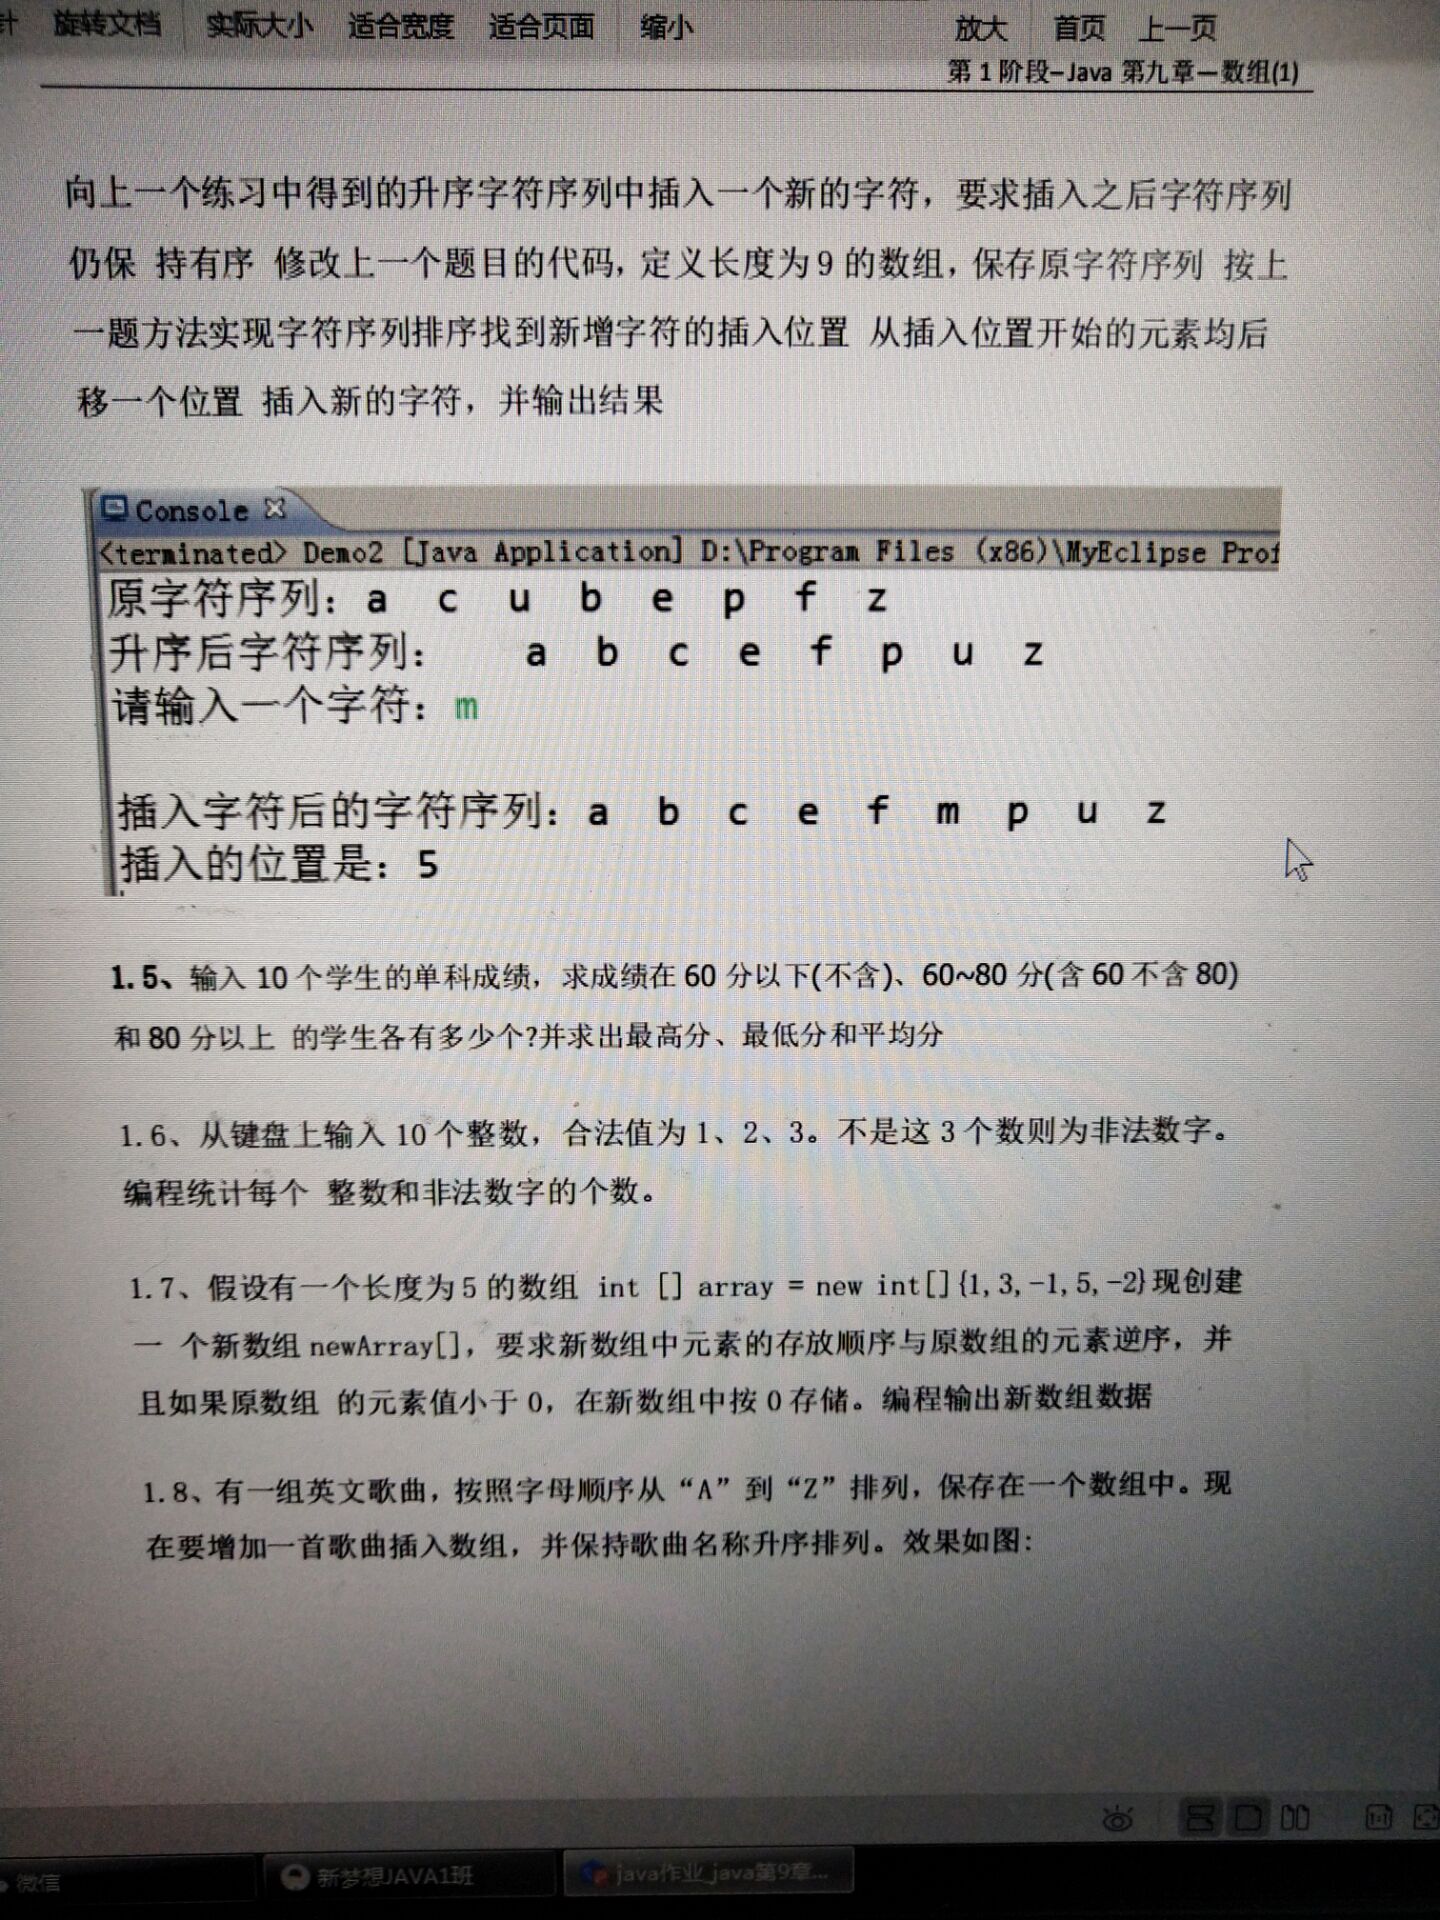 旋转文档 实际大小 适合宽度 适合页面 缩小 放大 首页 上一页
第 1 阶段–Java 第九章—数组(1)
向上一个练习中得到的升序字符序列中插入一个新的字符，要求插入之后字符序列
仍保 持有序 修改上一个题目的代码，定义长度为 9 的数组，保存原字符序列 按上
一题方法实现字符序列排序找到新增字符的插入位置 从插入位置开始的元素均后
移一个位置 插入新的字符，并输出结果
Console
<terminated> Demo2 [Java Application] D:\Program Files (x86)\MyEclipse Prof
原字符序列：a c u b e p f z
升序后字符序列： a b c e f p u z
请输入一个字符：m
插入字符后的字符序列：a b c e f m p u z
插入的位置是：5
1.5、输入 10 个学生的单科成绩，求成绩在 60 分以下(不含)、60~80 分(含 60 不含 80)
和 80 分以上 的学生各有多少个?并求出最高分、最低分和平均分
1.6、从键盘上输入 10 个整数，合法值为 1、2、3。不是这 3 个数则为非法数字。
编程统计每个 整数和非法数字的个数。
1.7、假设有一个长度为 5 的数组 int [] array = new int[]{1,3,-1,5,-2}现创建
一 个新数组 newArray[]，要求新数组中元素的存放顺序与原数组的元素逆序，并
且如果原数组 的元素值小于 0，在新数组中按 0 存储。编程输出新数组数据
1.8、有一组英文歌曲，按照字母顺序从“A”到“Z”排列，保存在一个数组中。现
在要增加一首歌曲插入数组，并保持歌曲名称升序排列。效果如图:
微信 新梦想JAVA1班 java作业_java第9章...